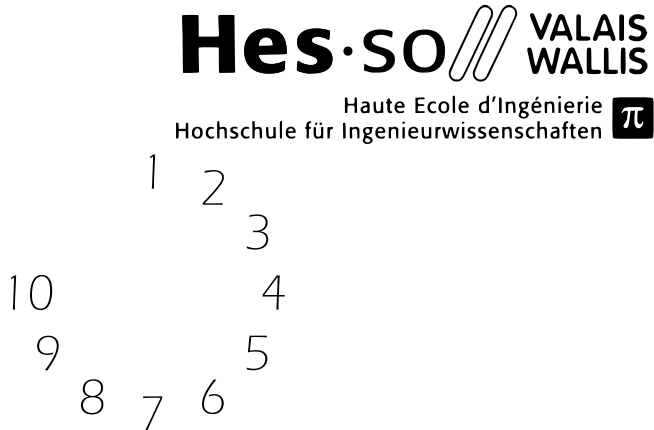 Hes·so VALAIS
WALLIS
Haute Ecole d'Ingénierie π
Hochschule für Ingenieurwissenschaften
1
2
3
10
4
9
5
8
6
7